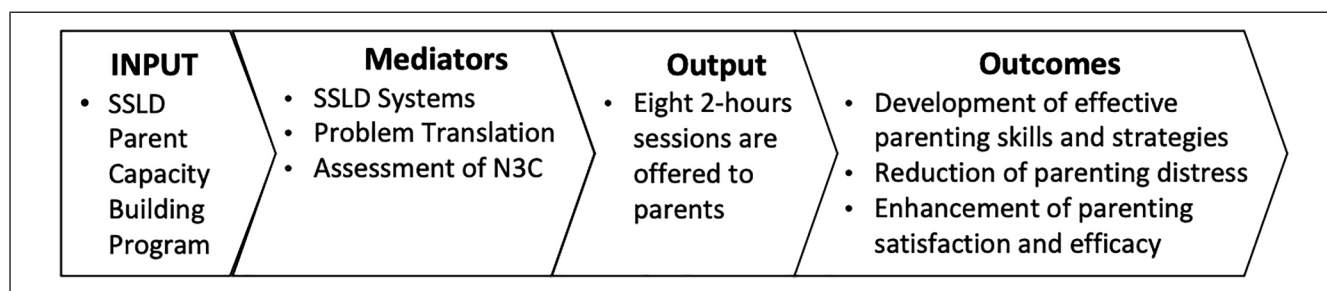 INPUT
• SSLD
Parent
Capacity
Building
Program
Mediators
• SSLD Systems
• Problem Translation
• Assessment of N3C
Output
• Eight 2-hours
sessions are
offered to
parents
Outcomes
• Development of effective
parenting skills and strategies
• Reduction of parenting distress
• Enhancement of parenting
satisfaction and efficacy